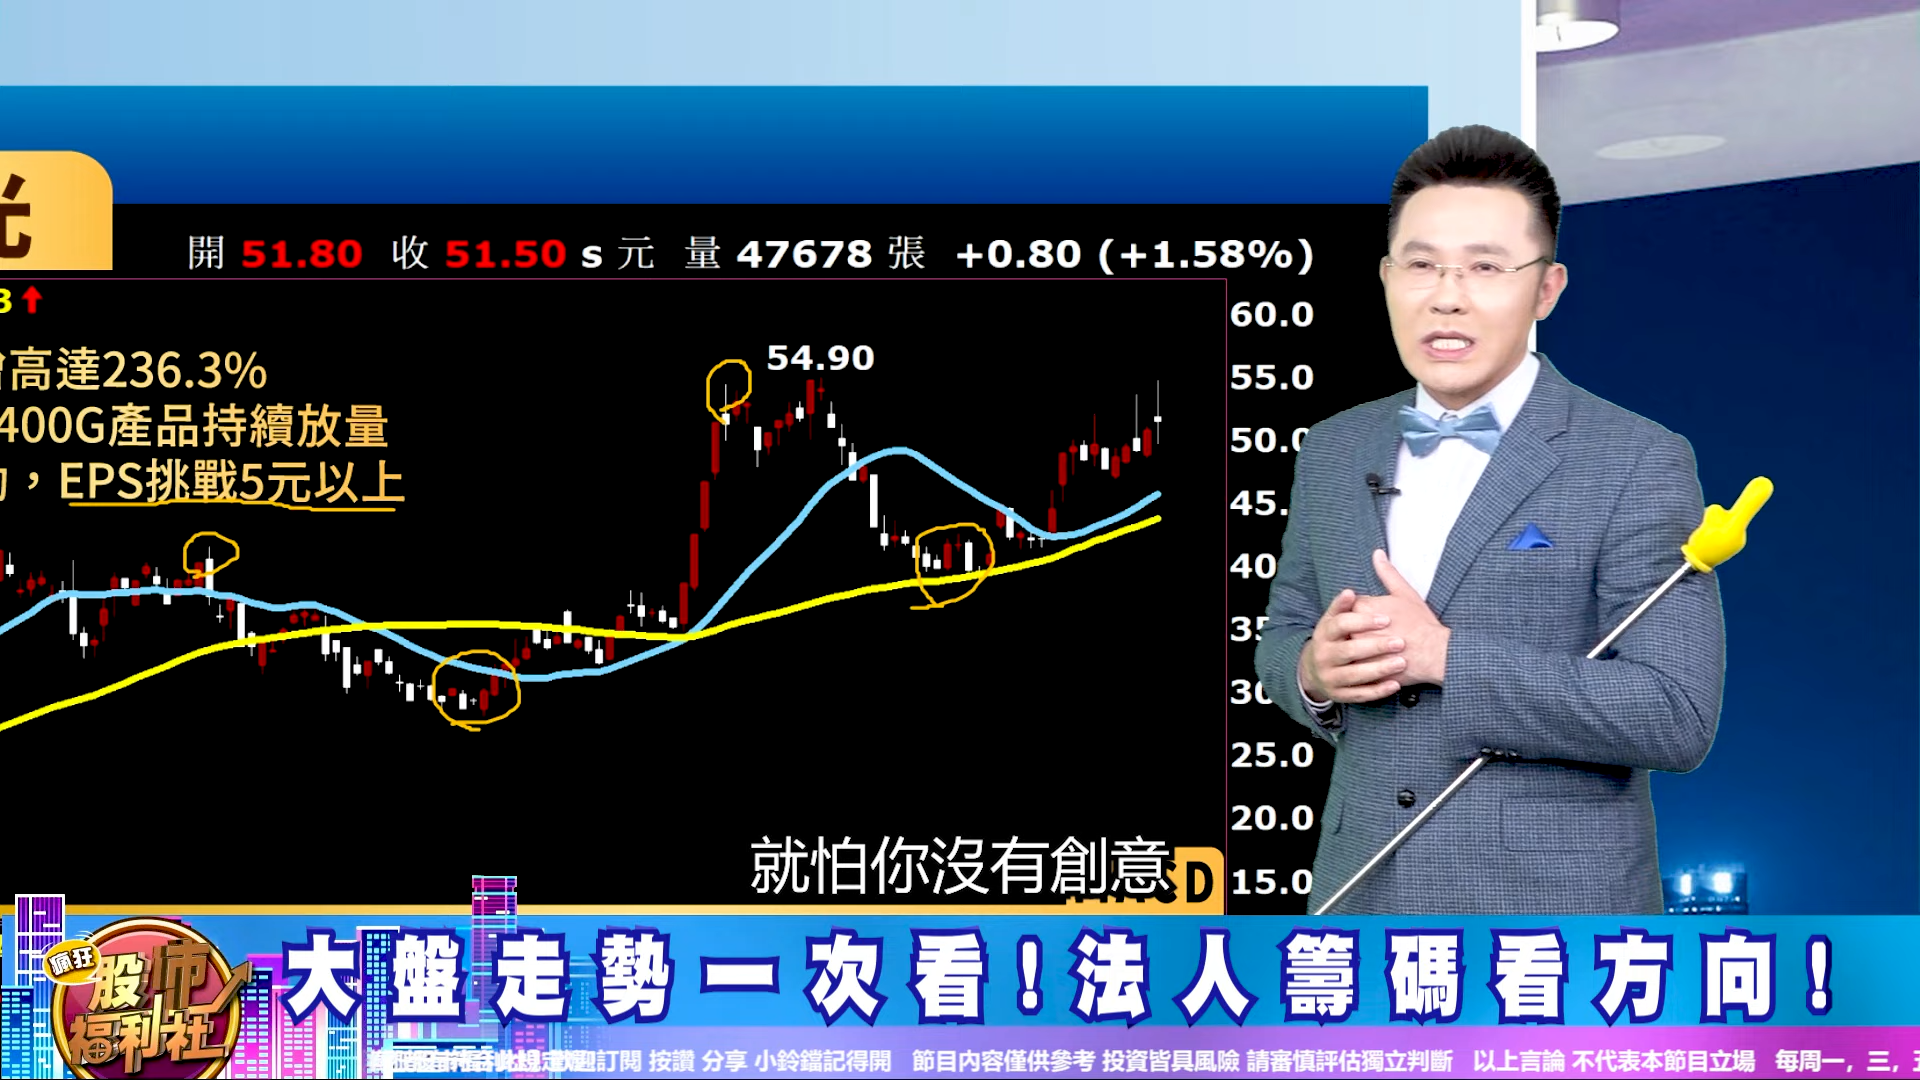 光
開 51.80 收 51.50 s 元 量 47678 張 +0.80 (+1.58%)
3
高達236.3%
400G產品持續放量
，EPS挑戰5元以上
54.90
60.0
55.0
50.0
45.
40
35
30
25.0
20.0
15.0
就怕你沒有創意
D
大盤走勢一次看!法人籌碼看方向!
瘋狂
股市
福利社
訂閱 按讚 分享 小鈴鐺記得開 節目內容僅供參考 投資皆具風險 請審慎評估獨立判斷 以上言論 不代表本節目立場 每周一, 三,